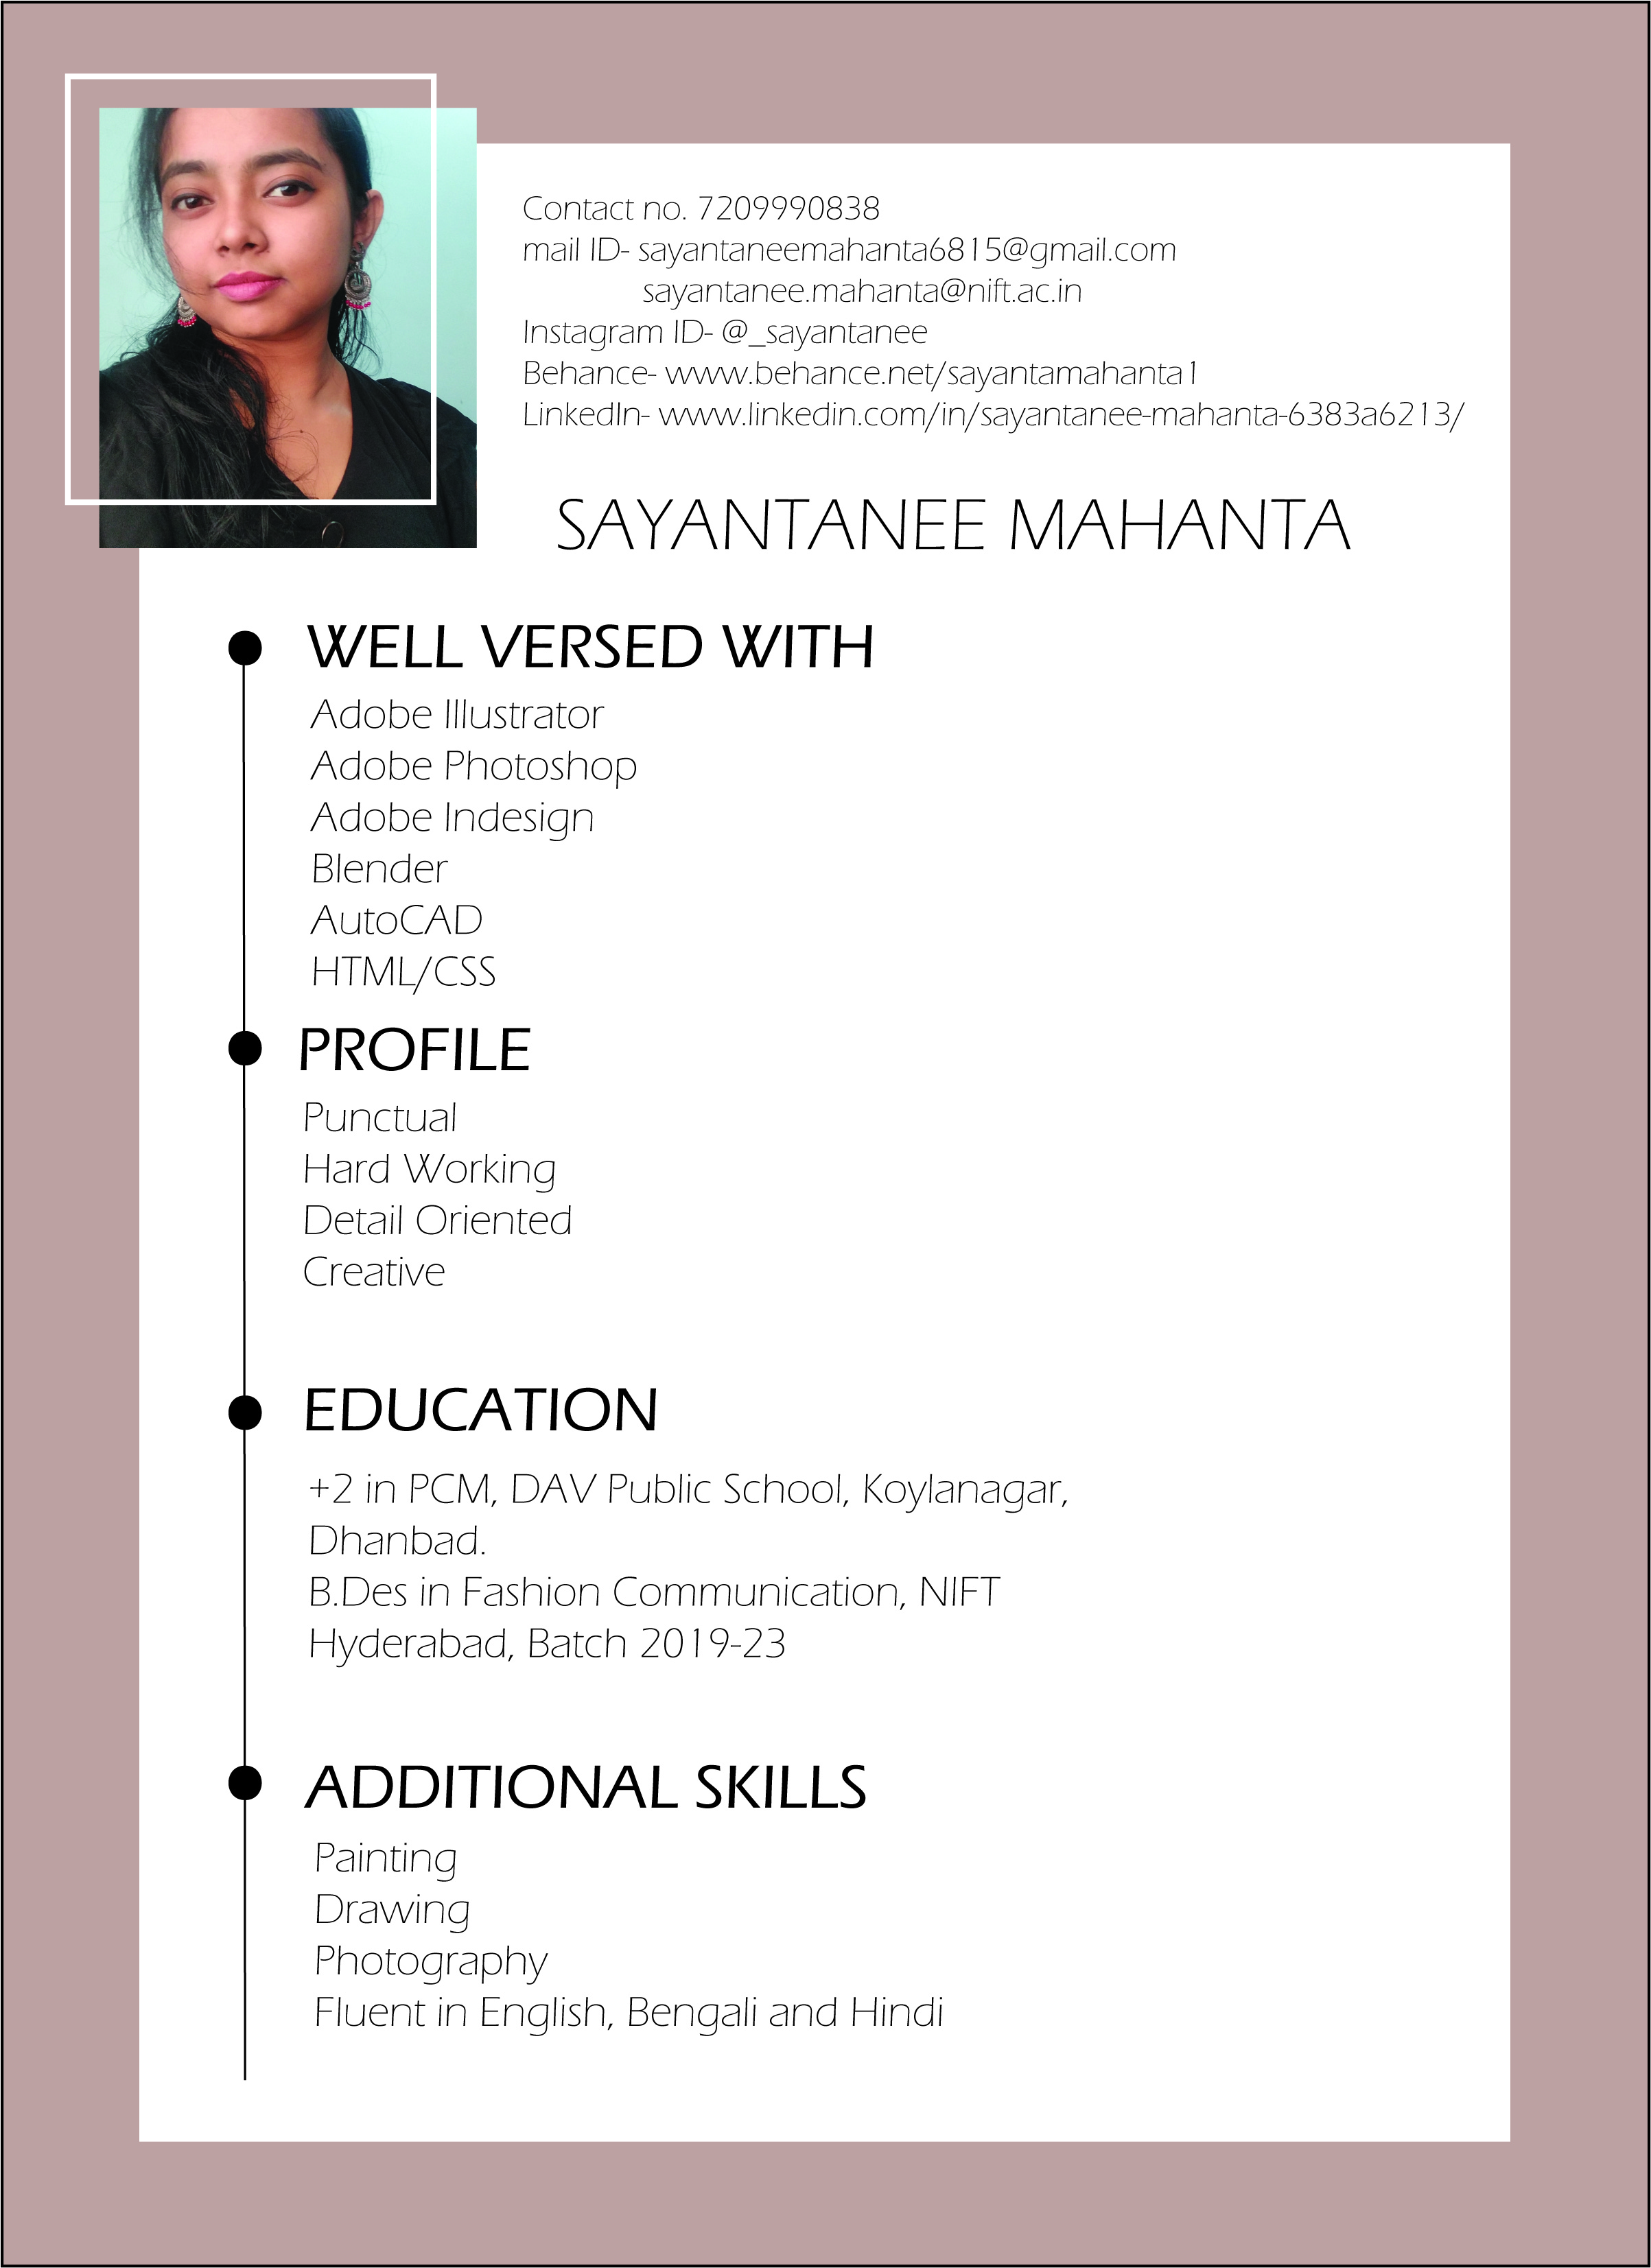 Contact no. 7209990838
mail ID- sayantaneemahanta6815@gmail.com
sayantanee.mahanta@nift.ac.in
Instagram ID- @_sayantanee
Behance- www.behance.net/sayantamahanta1
LinkedIn- www.linkedin.com/in/sayantanee-mahanta-6383a6213/
SAYANTANEE MAHANTA
WELL VERSED WITH
Adobe Illustrator
Adobe Photoshop
Adobe Indesign
Blender
AutoCAD
HTML/CSS
PROFILE
Punctual
Hard Working
Detail Oriented
Creative
EDUCATION
+2 in PCM, DAV Public School, Koylanagar,
Dhanbad.
B.Des in Fashion Communication, NIFT
Hyderabad, Batch 2019-23
ADDITIONAL SKILLS
Painting
Drawing
Photography
Fluent in English, Bengali and Hindi